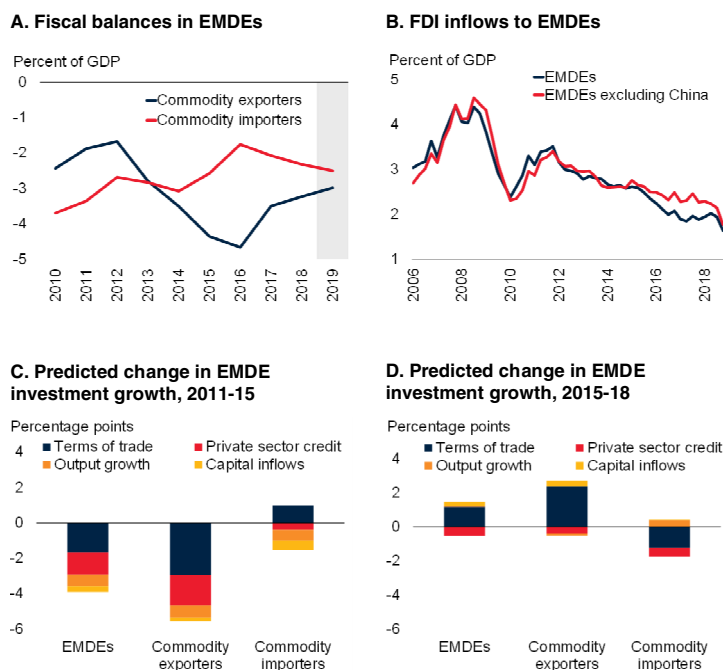 A. Fiscal balances in EMDEs
Percent of GDP
0
-1
-2
-3
-4
-5
Commodity exporters
Commodity importers
2010
2011
2012
2013
2014
2015
2016
2017
2018
2019
B. FDI inflows to EMDEs
Percent of GDP
5
4
3
2
1
EMDEs
EMDEs excluding China
2006
2008
2010
2012
2014
2016
2018
C. Predicted change in EMDE
investment growth, 2011-15
Percentage points
Terms of trade
Private sector credit
Output growth
Capital inflows
4
2
0
-2
-4
-6
EMDEs
Commodity
exporters
Commodity
importers
D. Predicted change in EMDE
investment growth, 2015-18
Percentage points
Terms of trade
Private sector credit
Output growth
Capital inflows
4
2
0
-2
-4
-6
EMDEs
Commodity
exporters
Commodity
importers